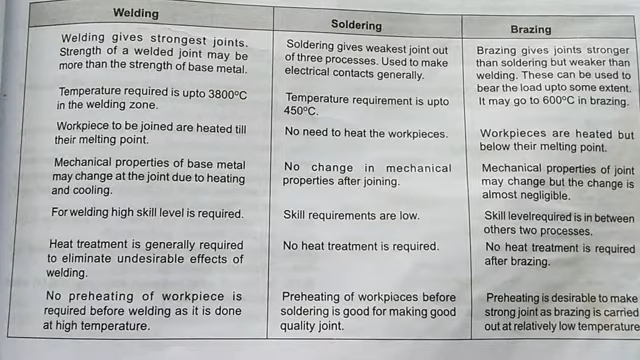 Welding
Soldering
Brazing
Welding gives strongest joints.
Strength of a welded joint may be
more than the strength of base metal.
Soldering gives weakest joint out
of three processes. Used to make
electrical contacts generally.
Brazing gives joints stronger
than soldering but weaker than
welding. These can be used to
bear the load upto some extent.
Temperature required is upto 3800ºC
in the welding zone.
Temperature requirement is upto
450ºC.
It may go to 600ºC in brazing.
Workpiece to be joined are heated till
their melting point.
No need to heat the workpieces.
Workpieces are heated but
below their melting point.
Mechanical properties of base metal
may change at the joint due to heating
and cooling.
No change in mechanical
properties after joining.
Mechanical properties of joint
may change but the change is
almost negligible.
For welding high skill level is required.
Skill requirements are low.
Skill levelrequired is in between
others two processes.
Heat treatment is generally required
to eliminate undesirable effects of
welding.
No heat treatment is required.
No heat treatment is required
after brazing.
No preheating of workpiece is
required before welding as it is done
at high temperature.
Preheating of workpieces before
soldering is good for making good
quality joint.
Preheating is desirable to make
strong joint as brazing is carried
out at relatively low temperature